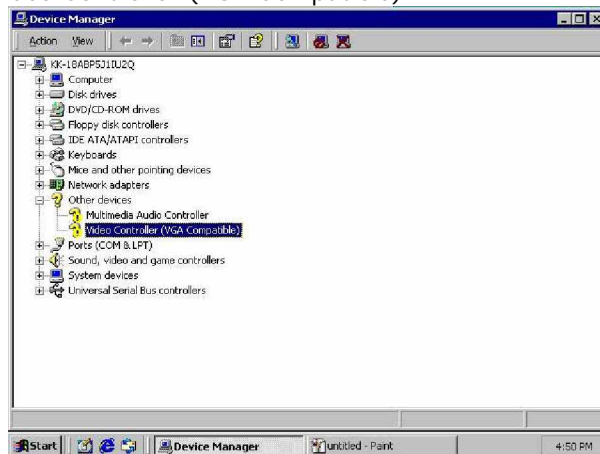 Device Manager
Action View
KK-18ABP5J1IU2Q
Computer
Disk drives
DVD/CD-ROM drives
Floppy disk controllers
IDE ATA/ATAPI controllers
Keyboards
Mice and other pointing devices
Network adapters
Other devices
Multimedia Audio Controller
Video Controller (VGA Compatible)
Ports (COM & LPT)
Sound, video and game controllers
System devices
Universal Serial Bus controllers
Start Device Manager untitled - Paint 4:50 PM